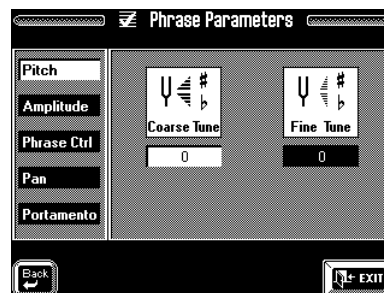 Phrase Parameters
Pitch
Amplitude
Phrase Ctrl
Pan
Portamento
Coarse Tune
Fine Tune
0
0
Back
EXIT